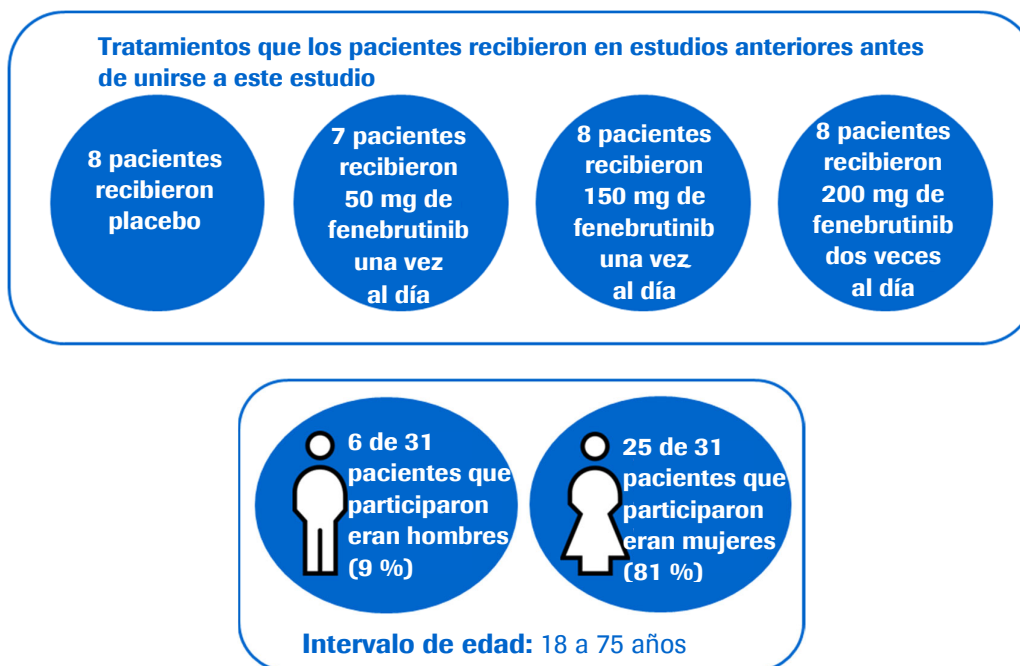 Tratamientos que los pacientes recibieron en estudios anteriores antes
de unirse a este estudio
8 pacientes
recibieron
placebo
7 pacientes
recibieron
50 mg de
fenebrutinib
una vez
al día
8 pacientes
recibieron
150 mg de
fenebrutinib
una vez
al día
8 pacientes
recibieron
200 mg de
fenebrutinib
dos veces
al día
6 de 31
pacientes que
participaron
eran hombres
(9 %)
25 de 31
pacientes que
participaron
eran mujeres
(81 %)
Intervalo de edad: 18 a 75 años